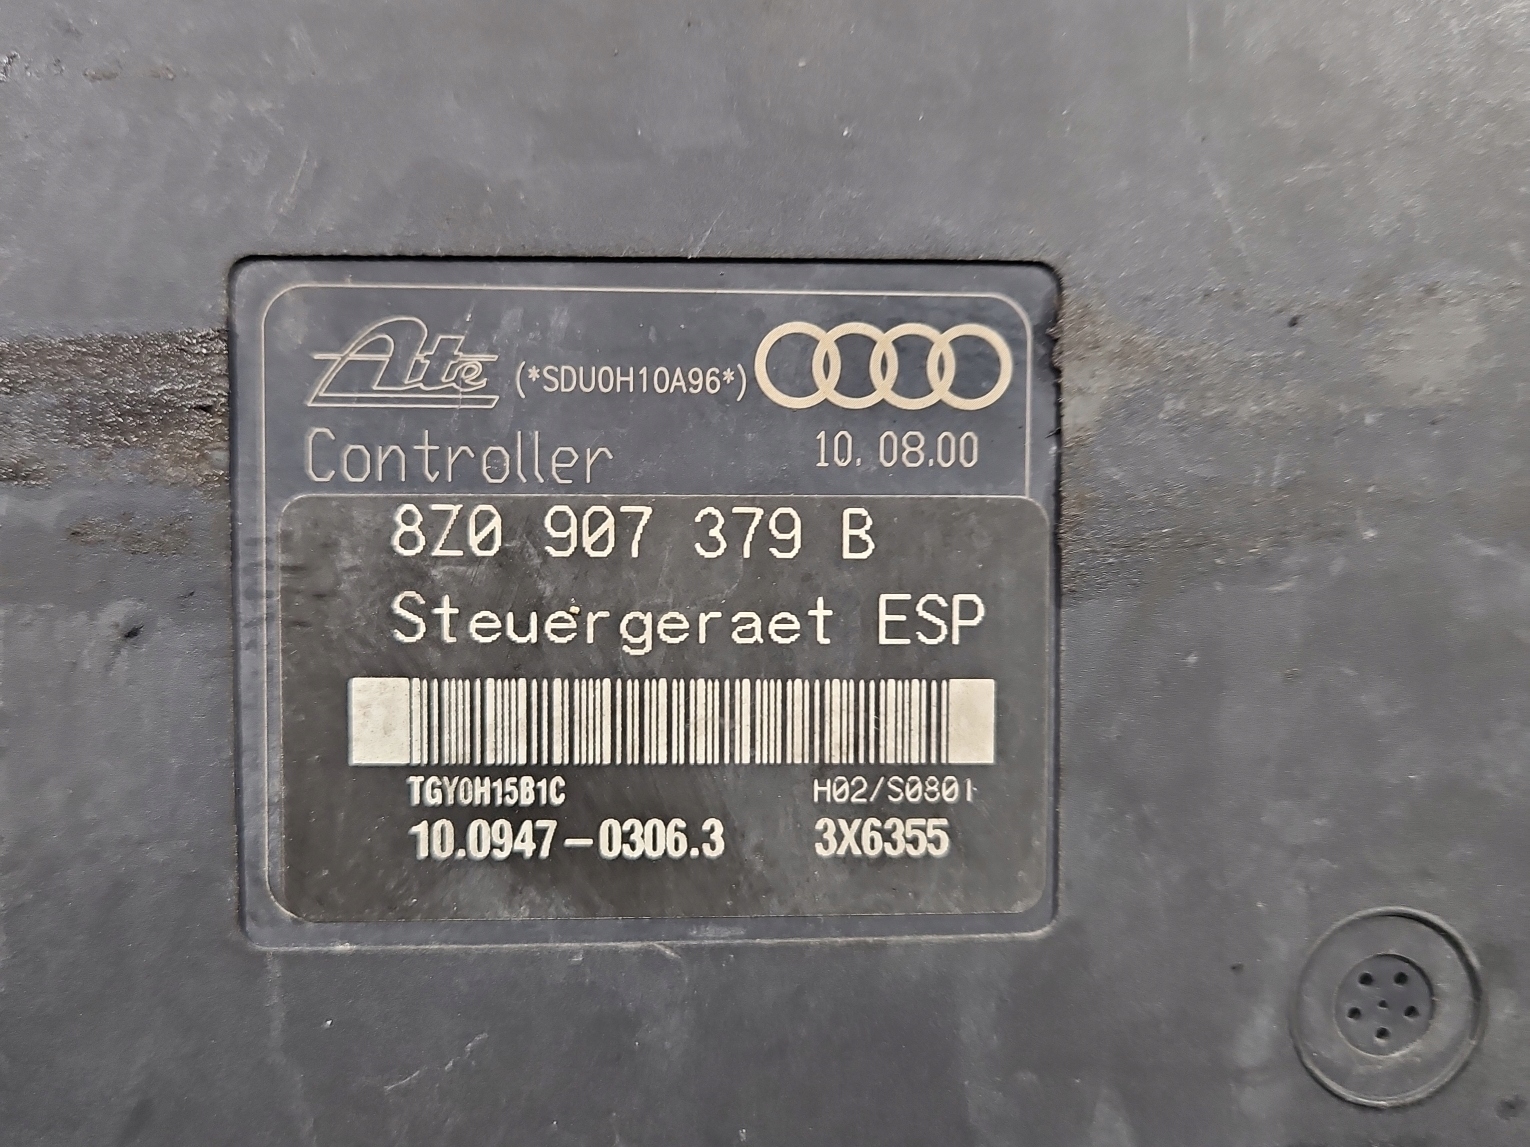 Ate (*SDU0H10A96*)
Controller 10.08.00
8Z0 907 379 B
Steuergeraet ESP
TGY0H15B1C H02/S0801
10.0947-0306.3 3X6355